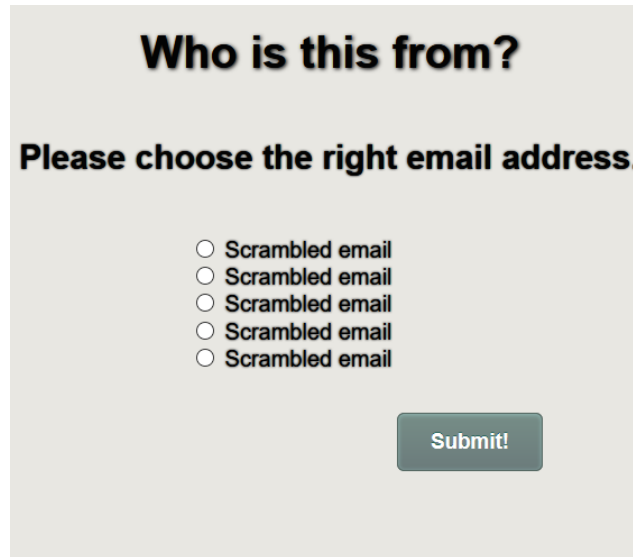 Who is this from?
Please choose the right email address.
Scrambled email
Scrambled email
Scrambled email
Scrambled email
Scrambled email
Submit!